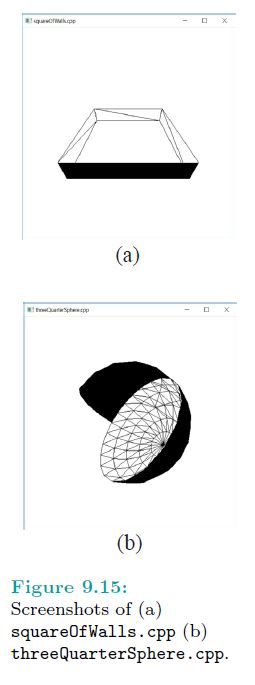 squareOfWalls.cpp
(a)
threeQuarterSphere.cpp
(b)
Figure 9.15:
Screenshots of (a)
squareOfWalls.cpp (b)
threeQuarterSphere.cpp.